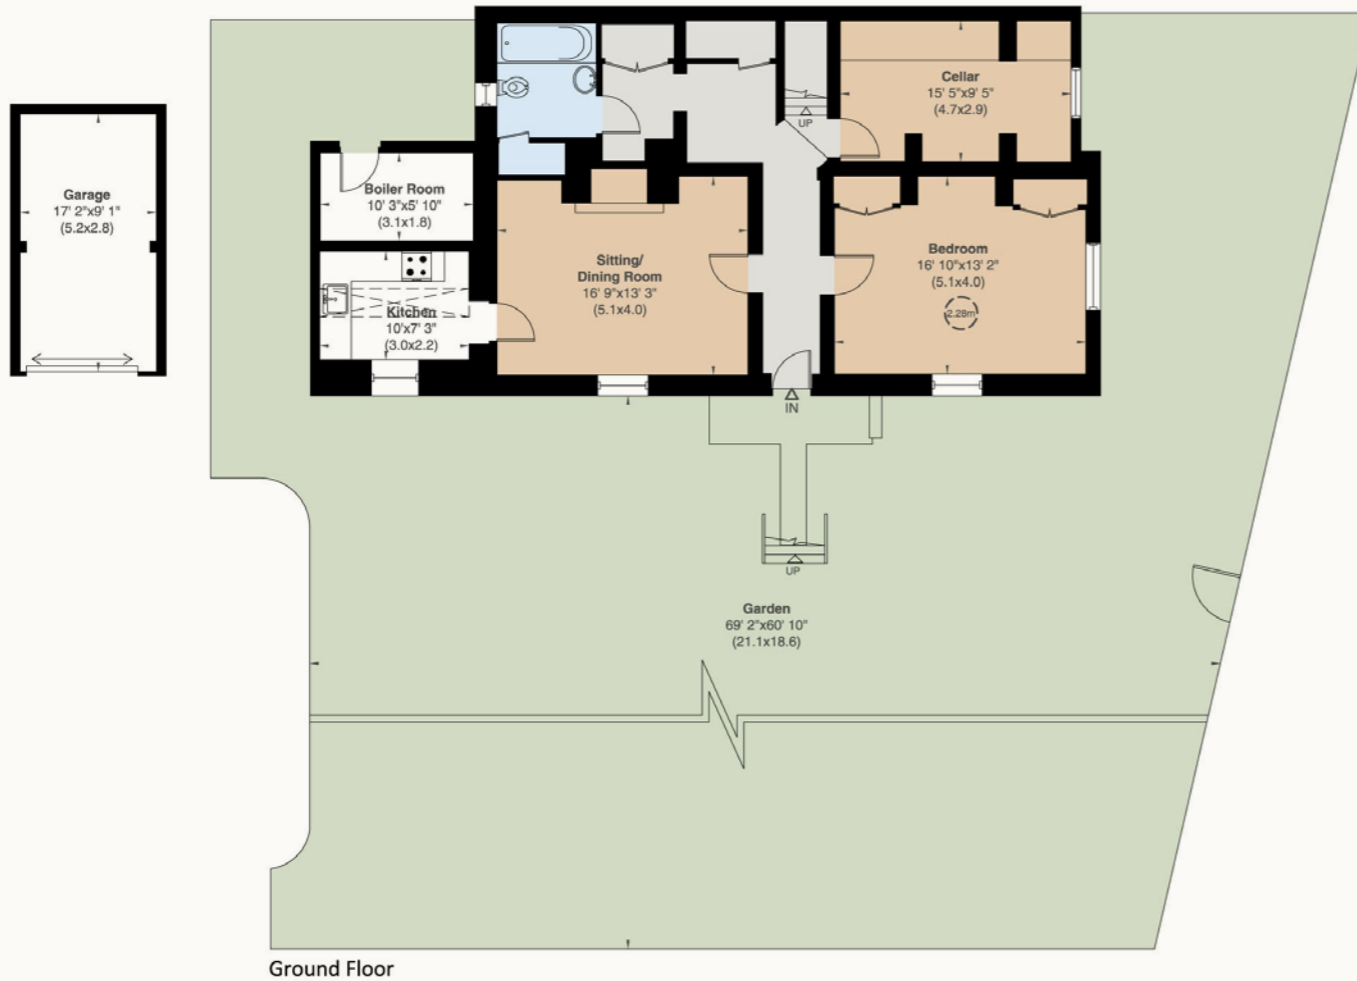 Cellar
15' 5"x9' 5"
(4.7x2.9)
UP
Garage
17' 2"x9' 1"
(5.2x2.8)
Boiler Room
10' 3"x5' 10"
(3.1x1.8)
Sitting/
Dining Room
16' 9"x13' 3"
(5.1x4.0)
Bedroom
16' 10"x13' 2"
(5.1x4.0)
2.28m
Kitchen
10'x7' 3"
(3.0x2.2)
IN
UP
Garden
69' 2"x60' 10"
(21.1x18.6)
Ground Floor